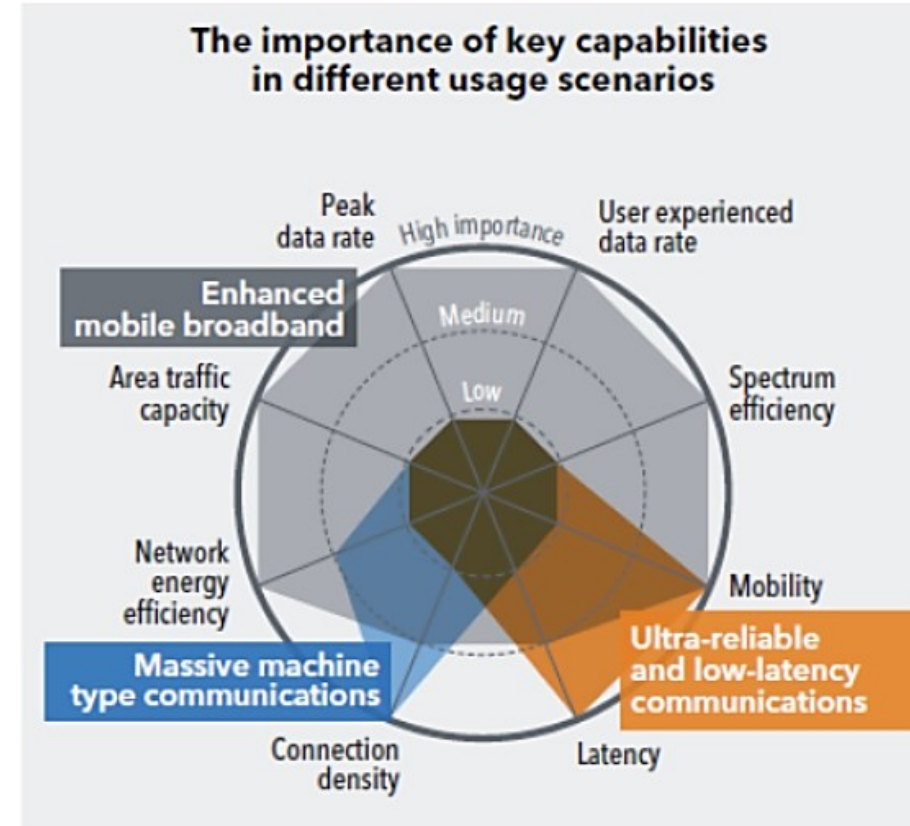 The importance of key capabilities
in different usage scenarios
Peak
data rate
High importance
User experienced
data rate
Enhanced
mobile broadband
Medium
Area traffic
capacity
Low
Spectrum
efficiency
Network
energy
efficiency
Mobility
Massive machine
type communications
Ultra-reliable
and low-latency
communications
Connection
density
Latency